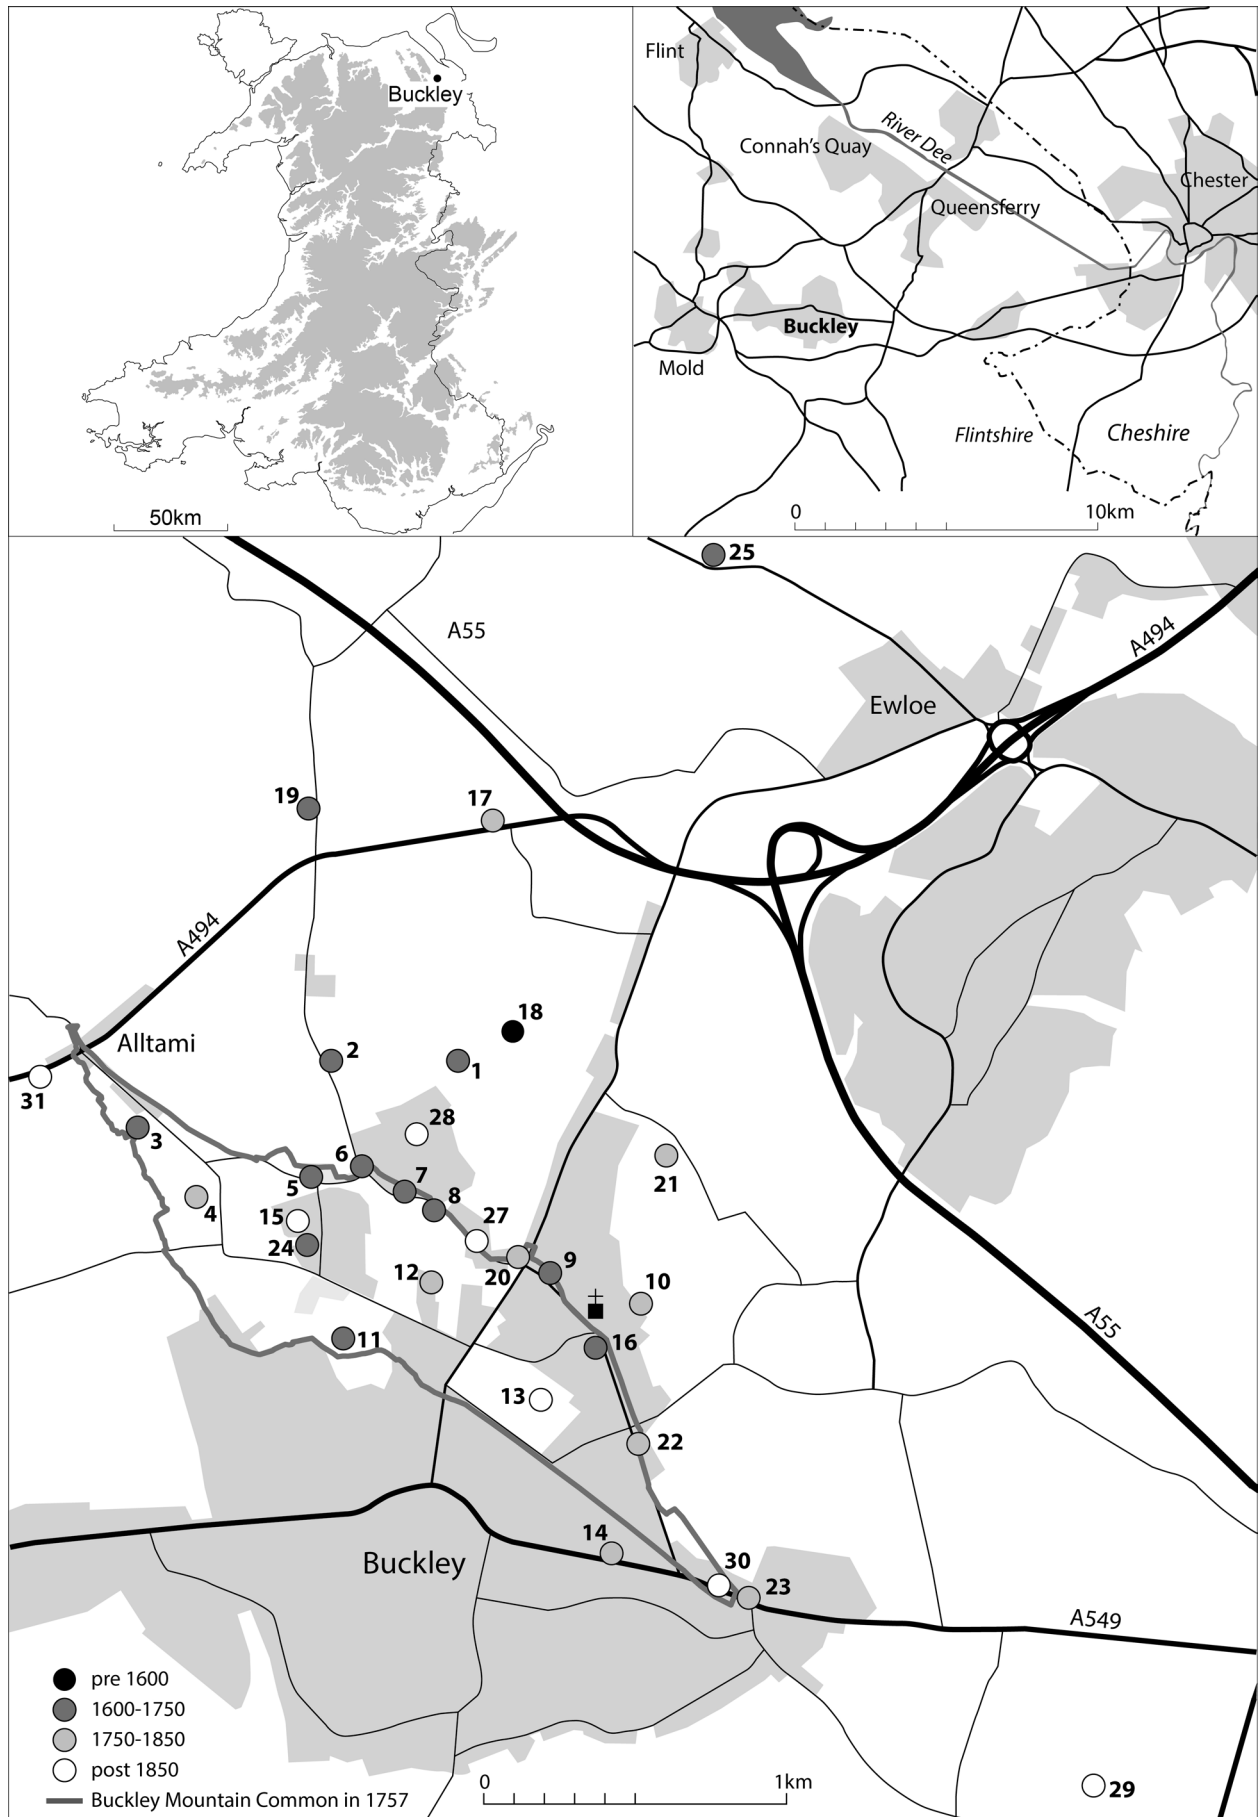 Buckley
50km
Flint
Connah's Quay
River Dee
Queensferry
Chester
Buckley
Mold
Flintshire
Cheshire
0 10km
25
A55
A494
Ewloe
19
17
A494
18
Alltami
2
1
31
3
28
6
7
21
5
8
4
15
27
24
20
9
12
10
11
16
13
22
A55
14
Buckley
30
23
A549
pre 1600
1600-1750
1750-1850
post 1850
Buckley Mountain Common in 1757
0 1km
29